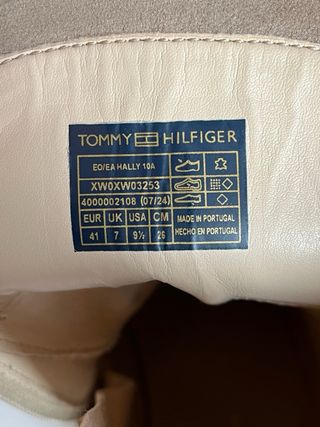 TOMMY HILFIGER
EO/EA HALLY 10A
XW0XW03253
4000002108 (07/24)
EUR UK USA CM
41 7 9½ 26
MADE IN PORTUGAL
HECHO EN PORTUGAL